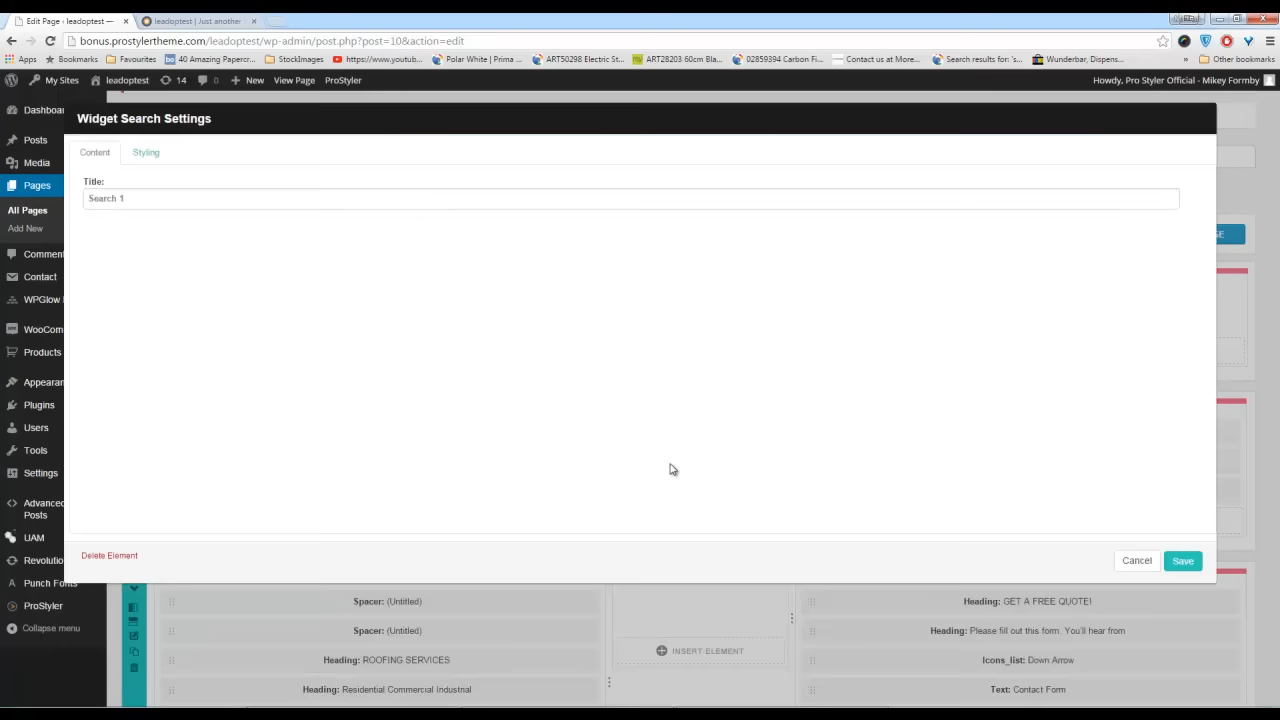 Edit Page ‹ leadoptest —
leadoptest | Just another
bonus.prostylertheme.com/leadoptest/wp-admin/post.php?post=10&action=edit
Apps
Bookmarks
Favourites
40 Amazing Papercr...
StockImages
https://www.youtub...
Polar White | Prima ...
ART50298 Electric St...
ART28203 60cm Bla...
02859394 Carbon Fi...
Contact us at More...
Search results for: 's...
Wunderbar, Dispens...
Other bookmarks
My Sites
leadoptest
14
0
New
View Page
ProStyler
Howdy, Pro Styler Official - Mikey Formby
Dashboa
Posts
Media
Pages
All Pages
Add New
Comment
Contact
WPGlow
WooCom
Products
Appearan
Plugins
Users
Tools
Settings
Advanced
Posts
UAM
Revolutio
Punch Fonts
ProStyler
Collapse menu
Widget Search Settings
Content
Styling
Title:
Search 1
Delete Element
Cancel
Save
Spacer: (Untitled)
Spacer: (Untitled)
Heading: ROOFING SERVICES
Heading: Residential Commercial Industrial
INSERT ELEMENT
Heading: GET A FREE QUOTE!
Heading: Please fill out this form. You'll hear from
Icons_list: Down Arrow
Text: Contact Form